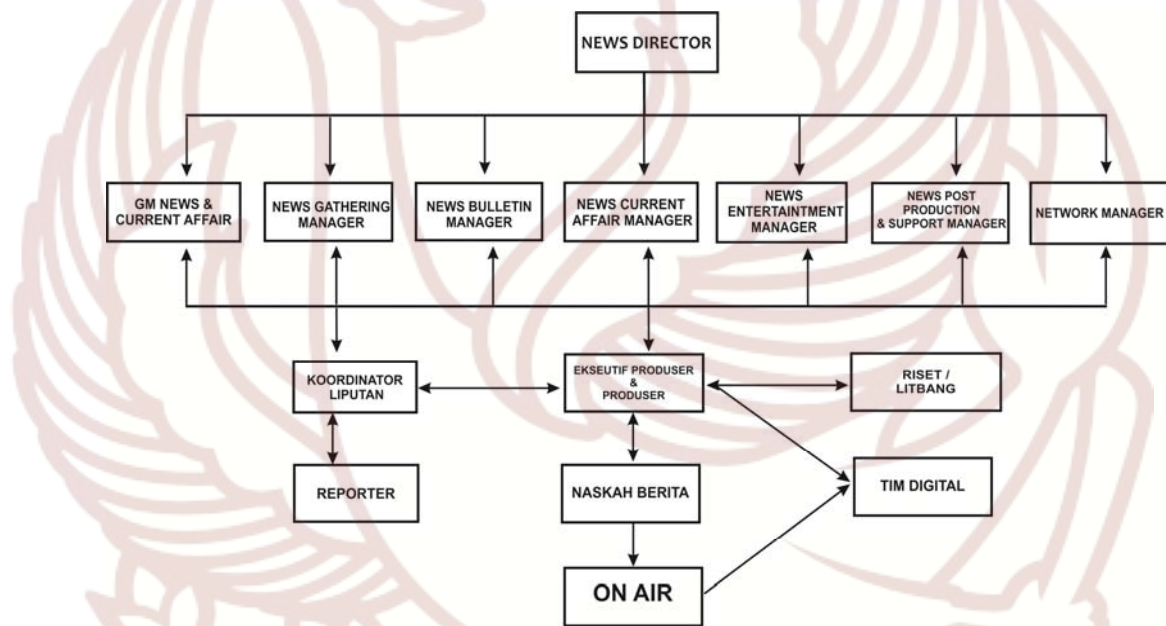 NEWS DIRECTOR
GM NEWS &
CURRENT AFFAIR
NEWS GATHERING
MANAGER
NEWS BULLETIN
MANAGER
NEWS CURRENT
AFFAIR MANAGER
NEWS
ENTERTAINTMENT
MANAGER
NEWS POST
PRODUCTION
& SUPPORT MANAGER
NETWORK MANAGER
KOORDINATOR
LIPUTAN
EKSEUTIF PRODUSER
&
PRODUSER
RISET /
LITBANG
REPORTER
NASKAH BERITA
TIM DIGITAL
ON AIR